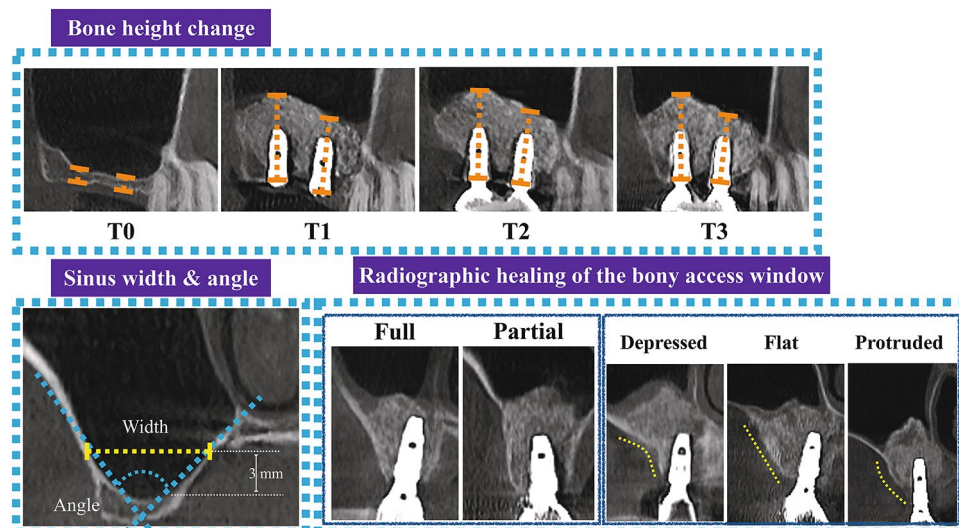 Bone height change
T0
T1
T2
T3
Sinus width & angle
Radiographic healing of the bony access window
Width
3 mm
Angle
Full
Partial
Depressed
Flat
Protruded